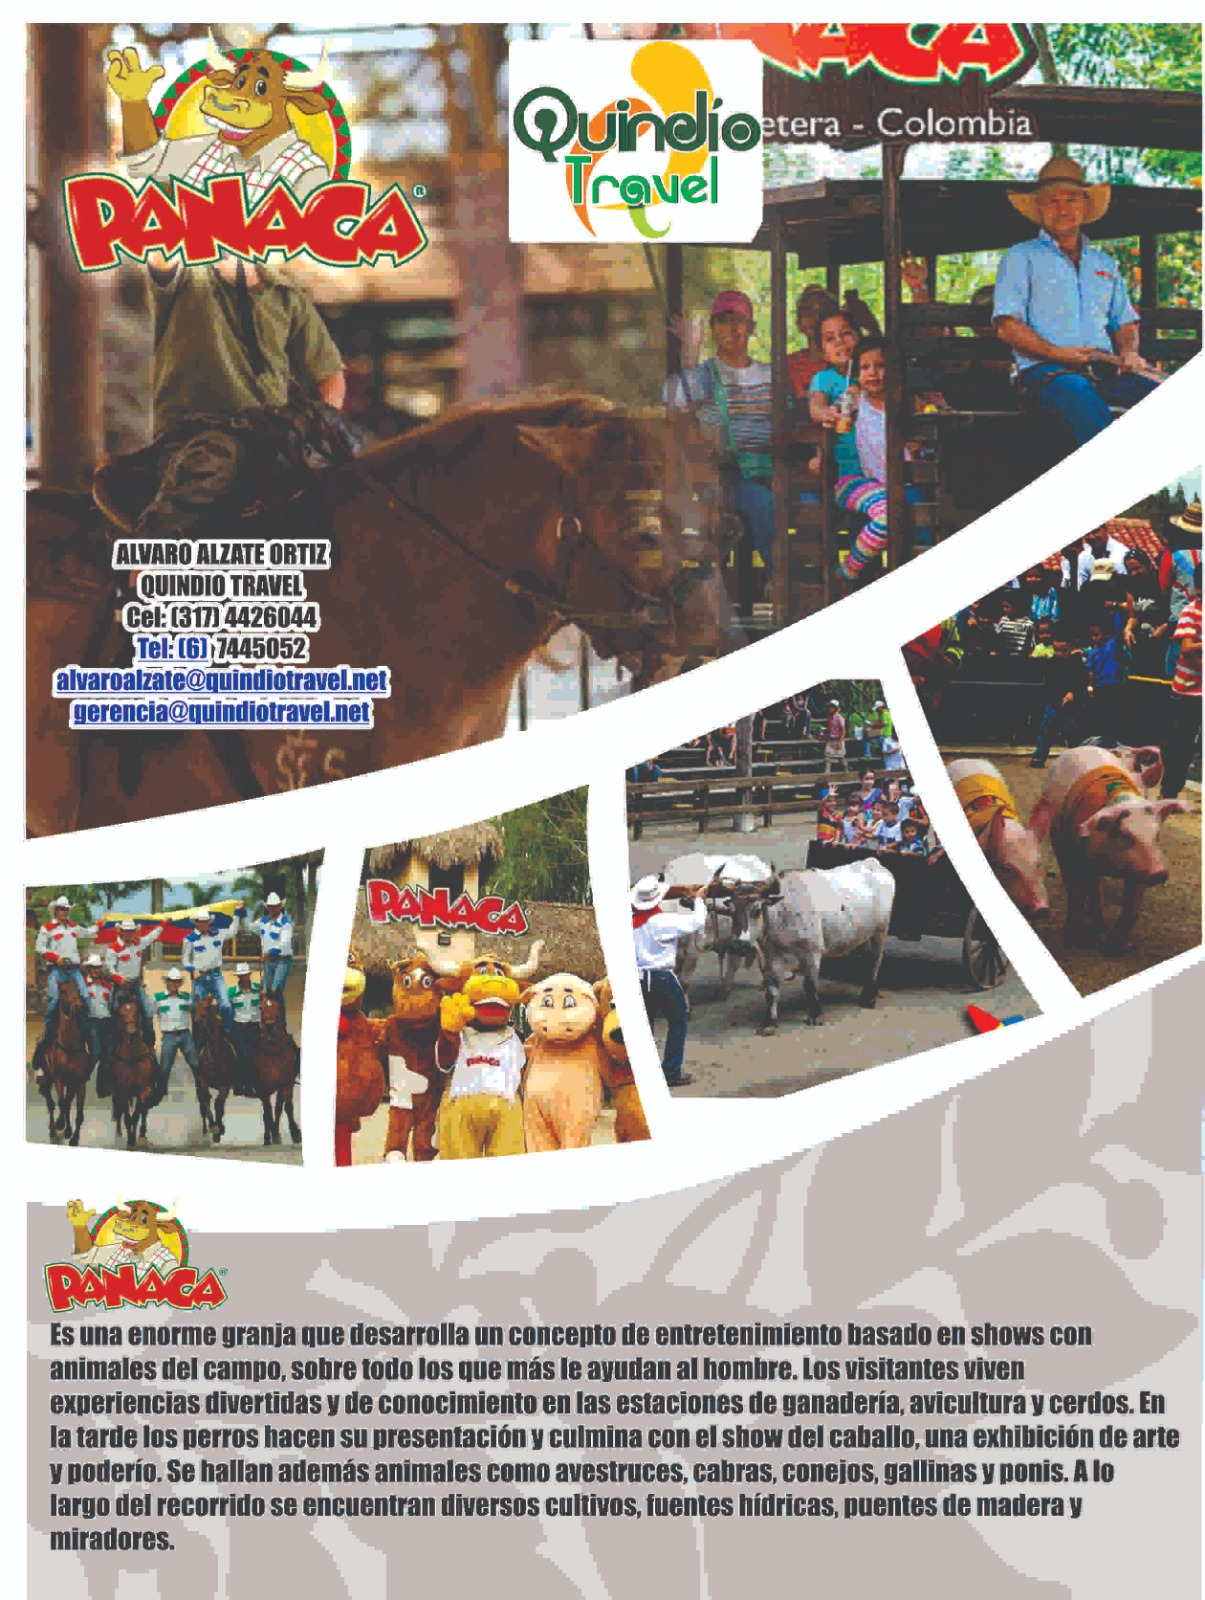 PANACA®
Quindío
Travel
etera - Colombia
ALVARO ALZATE ORTIZ
QUINDIO TRAVEL
Cel: (317) 4426044
Tel: (6) 7445052
alvaroalzate@quindiotravel.net
gerencia@quindiotravel.net
PANACA
PANACA
PANACA®
Es una enorme granja que desarrolla un concepto de entretenimiento basado en shows con
animales del campo, sobre todo los que más le ayudan al hombre. Los visitantes viven
experiencias divertidas y de conocimiento en las estaciones de ganadería, avicultura y cerdos. En
la tarde los perros hacen su presentación y culmina con el show del caballo, una exhibición de arte
y poderío. Se hallan además animales como avestruces, cabras, conejos, gallinas y ponis. A lo
largo del recorrido se encuentran diversos cultivos, fuentes hídricas, puentes de madera y
miradores.